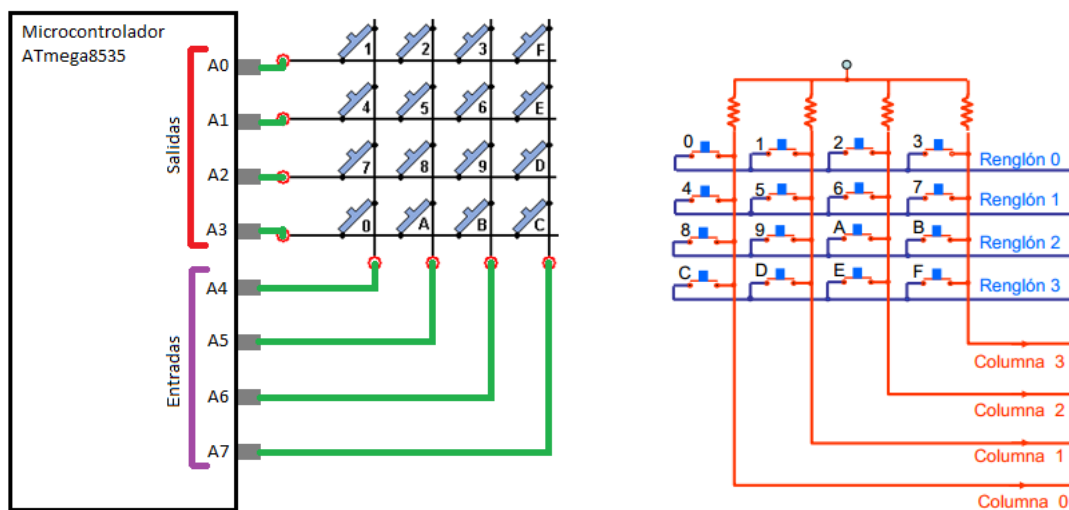 Microcontrolador
ATmega8535
Salidas
A0
A1
A2
A3
Entradas
A4
A5
A6
A7
1 2 3 F
4 5 6 E
7 8 9 D
0 A B C
0 1 2 3
Renglón 0
4 5 6 7
Renglón 1
8 9 A B
Renglón 2
C D E F
Renglón 3
Columna 3
Columna 2
Columna 1
Columna 0